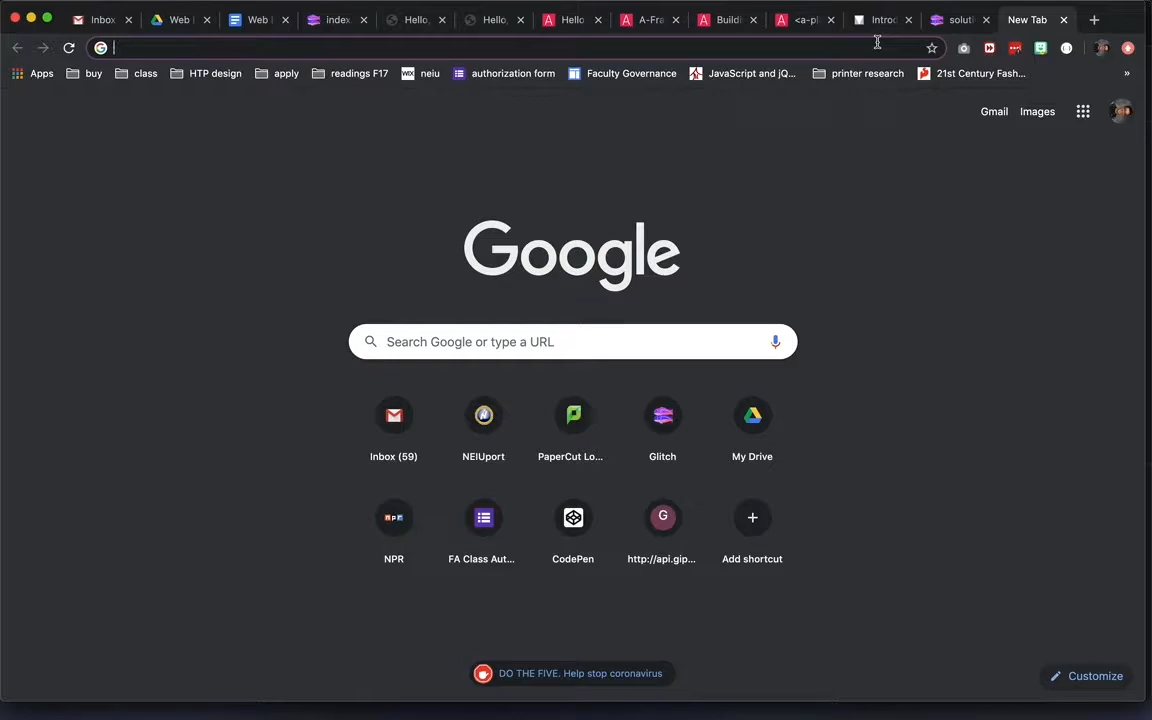 Inbox Web Web index Hello, Hello, Hello A-Fra Buildi <a-pl Introd soluti New Tab
Apps buy class HTP design apply readings F17 WIX neiu authorization form Faculty Governance JavaScript and jQ... printer research 21st Century Fash... »
Gmail Images
Google
Search Google or type a URL
Inbox (59) NEIUport PaperCut Lo... Glitch My Drive
npr G
NPR FA Class Aut... CodePen http://api.gip... Add shortcut
DO THE FIVE. Help stop coronavirus
Customize